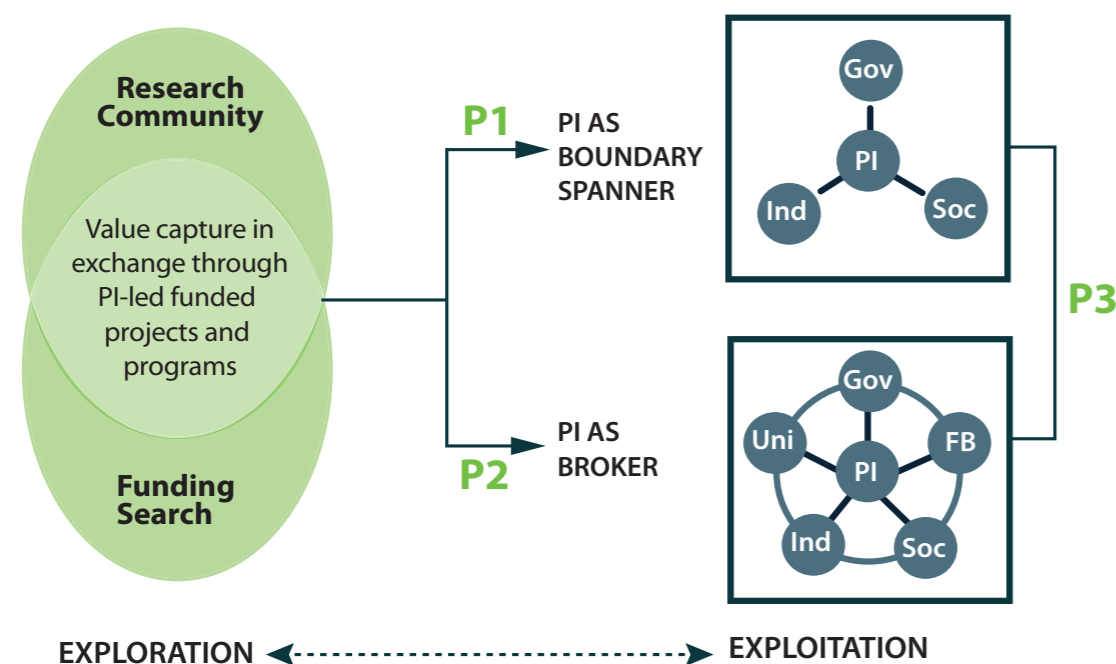 Research
Community
Value capture in
exchange through
PI-led funded
projects and
programs
Funding
Search
P1
PI AS
BOUNDARY
SPANNER
P2
PI AS
BROKER
Gov
PI
Ind
Soc
Gov
Uni
FB
PI
Ind
Soc
P3
EXPLORATION
EXPLOITATION